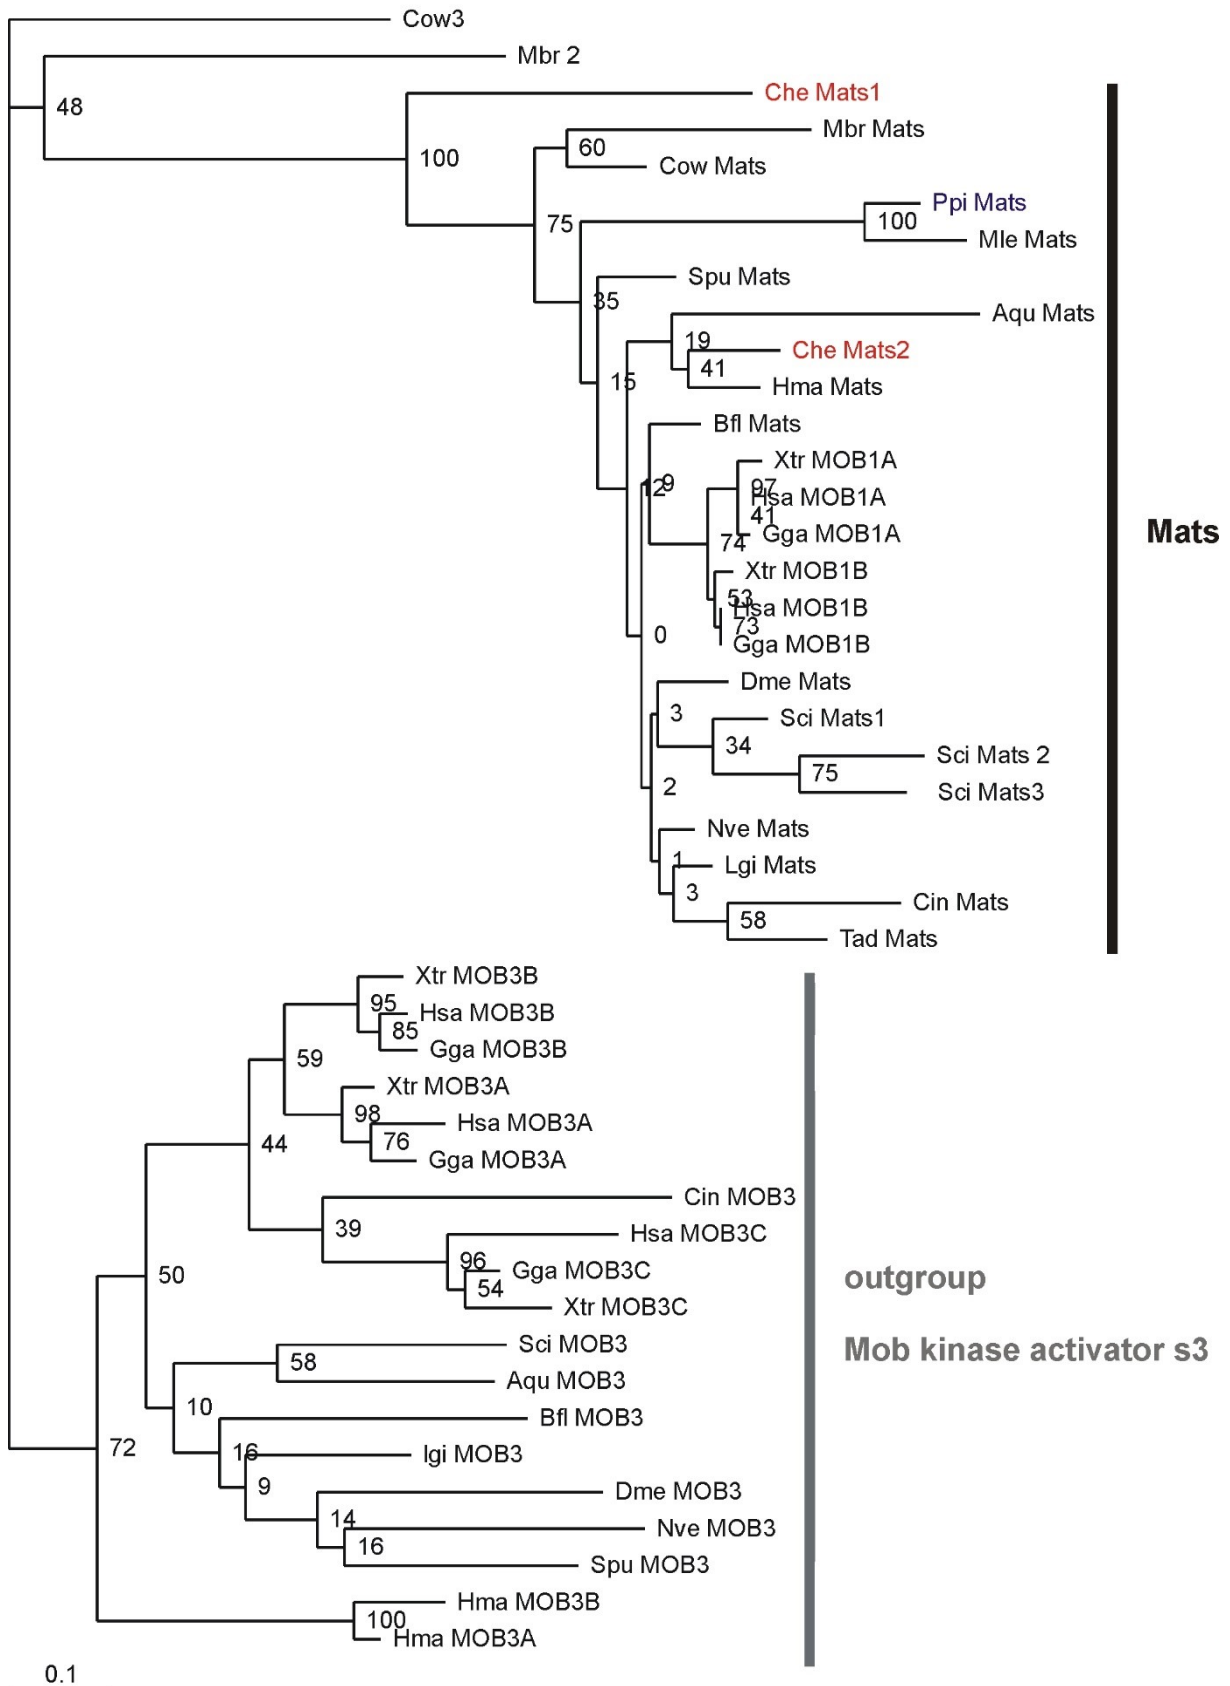 Cow3
Mbr 2
48
Che Mats1
Mbr Mats
60
100
Cow Mats
Ppi Mats
75
100
Mle Mats
Spu Mats
35
Aqu Mats
19
Che Mats2
41
15
Hma Mats
Bfl Mats
Xtr MOB1A
9
12
97
Hsa MOB1A
41
Gga MOB1A
Mats
74
Xtr MOB1B
53
Hsa MOB1B
73
0
Gga MOB1B
Dme Mats
3
Sci Mats1
34
Sci Mats 2
75
2
Sci Mats3
Nve Mats
1
Lgi Mats
3
Cin Mats
58
Tad Mats
Xtr MOB3B
95
Hsa MOB3B
85
Gga MOB3B
59
Xtr MOB3A
98
Hsa MOB3A
76
44
Gga MOB3A
Cin MOB3
39
Hsa MOB3C
96
Gga MOB3C
50
outgroup
54
Xtr MOB3C
Sci MOB3
Mob kinase activator s3
58
Aqu MOB3
10
Bfl MOB3
72
16
lgi MOB3
9
Dme MOB3
14
Nve MOB3
16
Spu MOB3
Hma MOB3B
100
Hma MOB3A
0.1